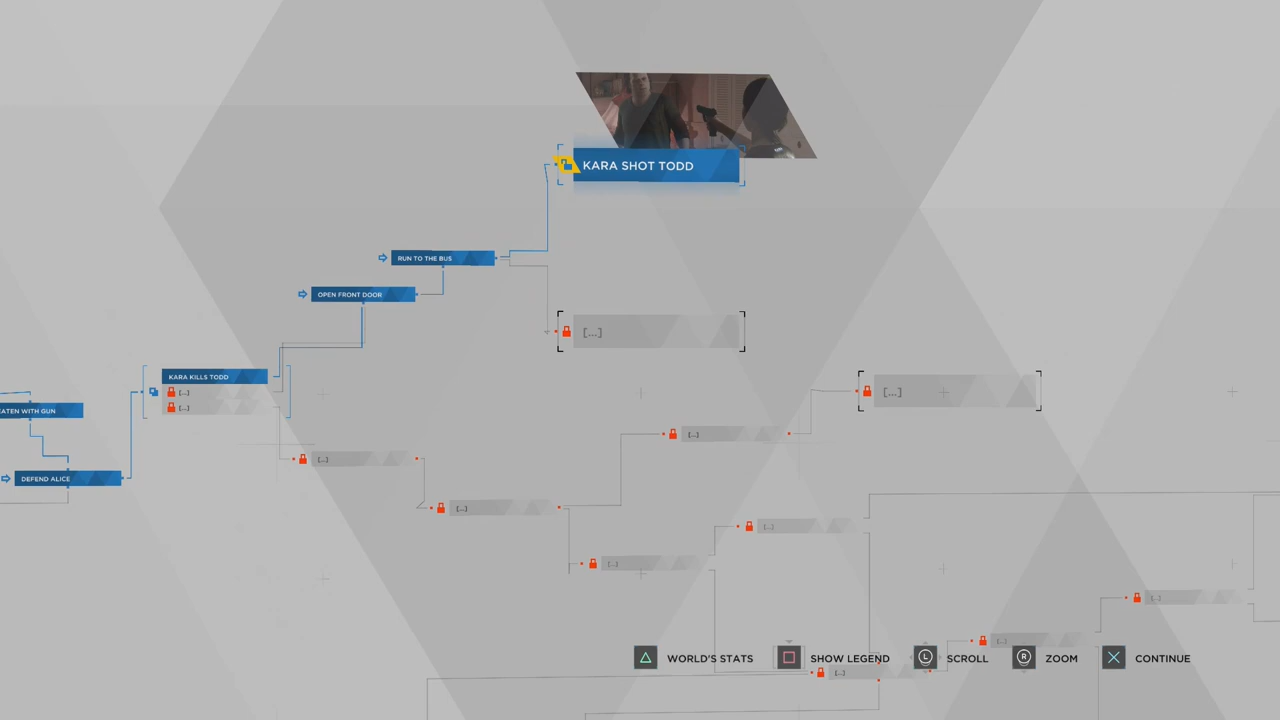 KARA SHOT TODD
RUN TO THE BUS
OPEN FRONT DOOR
[...]
KARA KILLS TODD
[...]
[...]
[...]
EATEN WITH GUN
[...]
[...]
DEFEND ALICE
[...]
[...]
[...]
[...]
[...]
[...]
WORLD'S STATS
SHOW LEGEND
L
SCROLL
R
ZOOM
CONTINUE